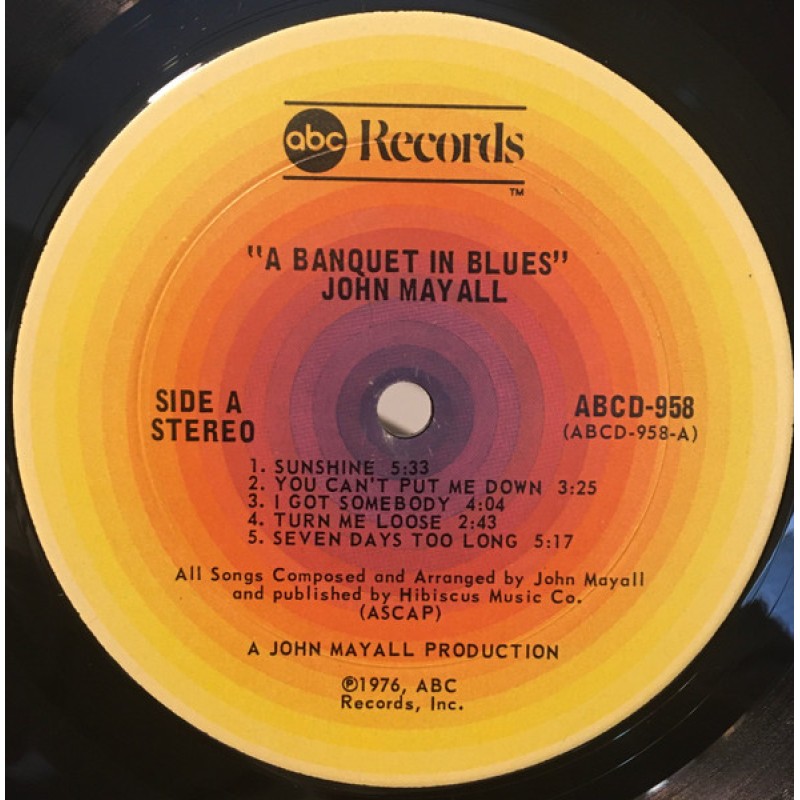 abc Records
TM
"A BANQUET IN BLUES"
JOHN MAYALL
SIDE A
STEREO
ABCD-958
(ABCD-958-A)
1. SUNSHINE 5:33
2. YOU CAN'T PUT ME DOWN 3:25
3. I GOT SOMEBODY 4:04
4. TURN ME LOOSE 2:43
5. SEVEN DAYS TOO LONG 5:17
All Songs Composed and Arranged by John Mayall
and published by Hibiscus Music Co.
(ASCAP)
A JOHN MAYALL PRODUCTION
℗1976, ABC
Records, Inc.